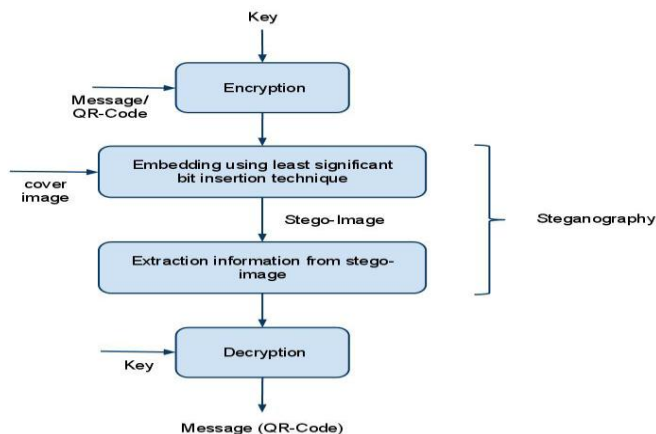 Key
Encryption
Message/
QR-Code
Embedding using least significant
bit insertion technique
cover
image
Stego-Image
Steganography
Extraction information from stego-
image
Decryption
Key
Message (QR-Code)